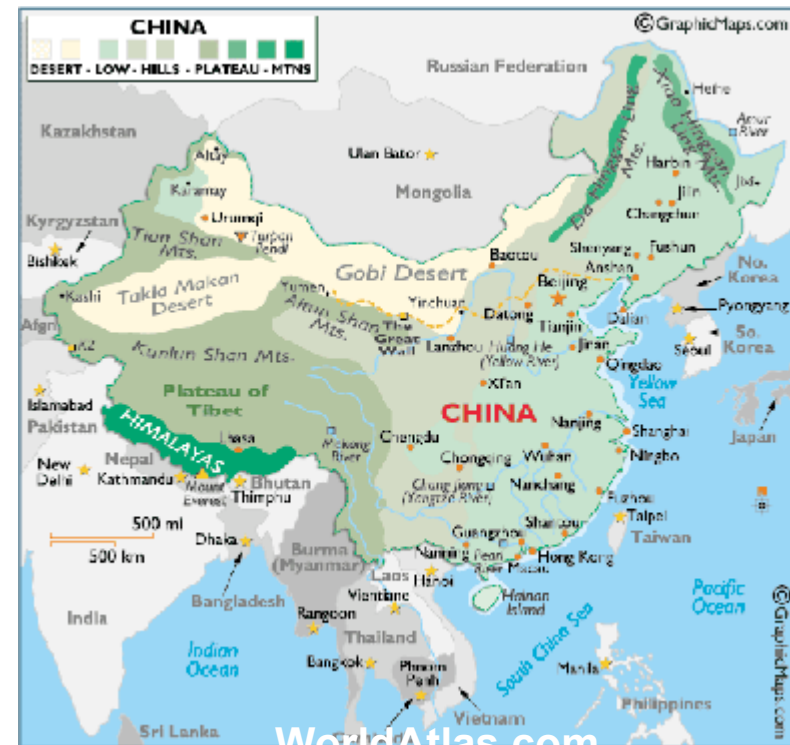 CHINA
DESERT - LOW - HILLS - PLATEAU - MTNS
©GraphicMaps.com
Russian Federation
Kazakhstan
Ulan Bator
Mongolia
Kyrgyzstan
Bishkek
Altay
Karamay
Urumqi
Turpan
Tian Shan
Mts.
Kashi
Takla Makan
Desert
Yumen
Gobi Desert
Altun Shan
Mts.
The
Great
Wall
Yinchuan
Baotou
Datong
Beijing
Tianjin
Lanzhou
Huang He
(Yellow River)
Jinan
Qingdao
Da Hinggan Ling
Mts.
Xiao Hinggan
Ling Mts.
Heihe
Amur
River
Harbin
Jilin
Jixi
Changchun
Shenyang
Fushun
Anshan
Dalian
No.
Korea
Pyongyang
So.
Korea
Seoul
Yellow
Sea
Japan
Afgn
K2
Kunlun Shan Mts.
Plateau of
Tibet
HIMALAYAS
Lhasa
Islamabad
Pakistan
New
Delhi
Nepal
Kathmandu
Mount
Everest
Bhutan
Thimphu
Mekong
River
Xi'an
CHINA
Chengdu
Chongqing
Wuhan
Nanjing
Shanghai
Ningbo
Chang Jiang
(Yangtze River)
Nanchang
Fuzhou
Taipei
Taiwan
Shantou
Guangzhou
Nanning
Pearl
River
Macau
Hong Kong
Hainan
Island
500 mi
500 km
Dhaka
Bangladesh
India
Burma
(Myanmar)
Rangoon
Laos
Hanoi
Vientiane
Thailand
Bangkok
Phnom
Penh
Vietnam
Indian
Ocean
South China Sea
Pacific
Ocean
Manila
Philippines
Sri Lanka
©GraphicMaps.com
WorldAtlas.com